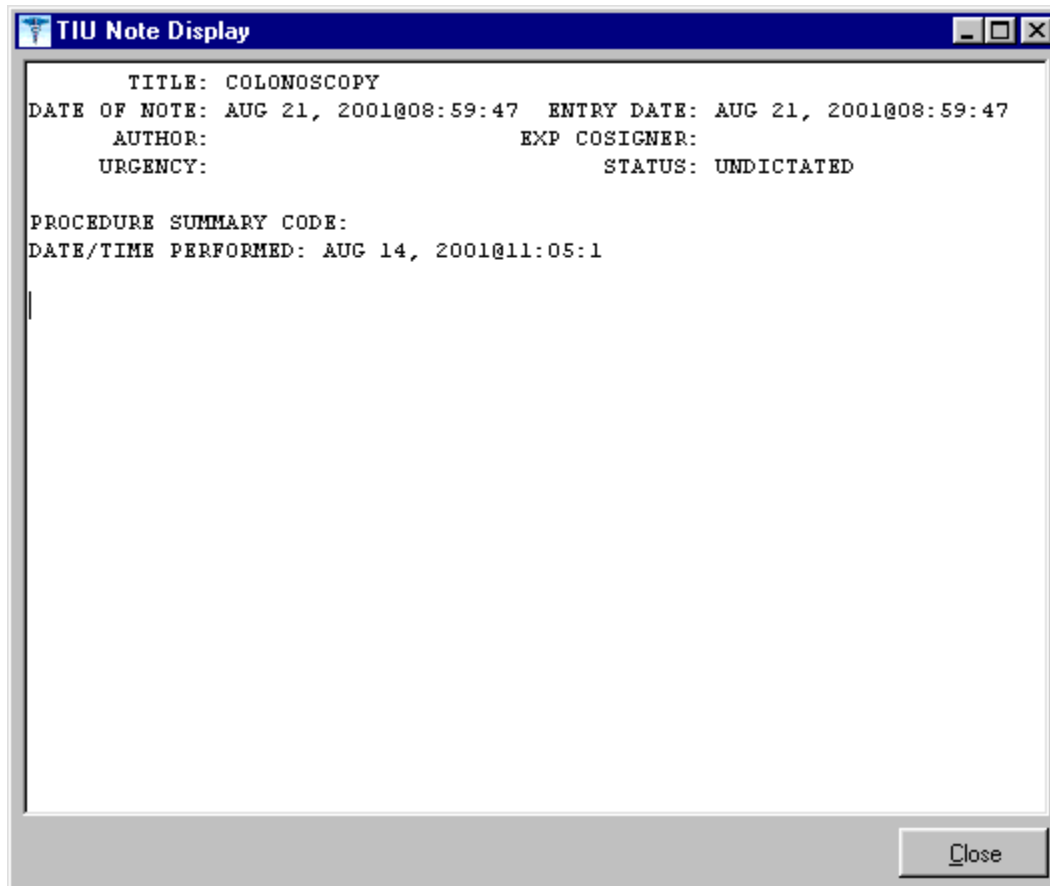 TIU Note Display
TITLE: COLONOSCOPY
DATE OF NOTE: AUG 21, 2001@08:59:47 ENTRY DATE: AUG 21, 2001@08:59:47
AUTHOR: EXP COSIGNER:
URGENCY: STATUS: UNDICTATED
PROCEDURE SUMMARY CODE:
DATE/TIME PERFORMED: AUG 14, 2001@11:05:1
Close